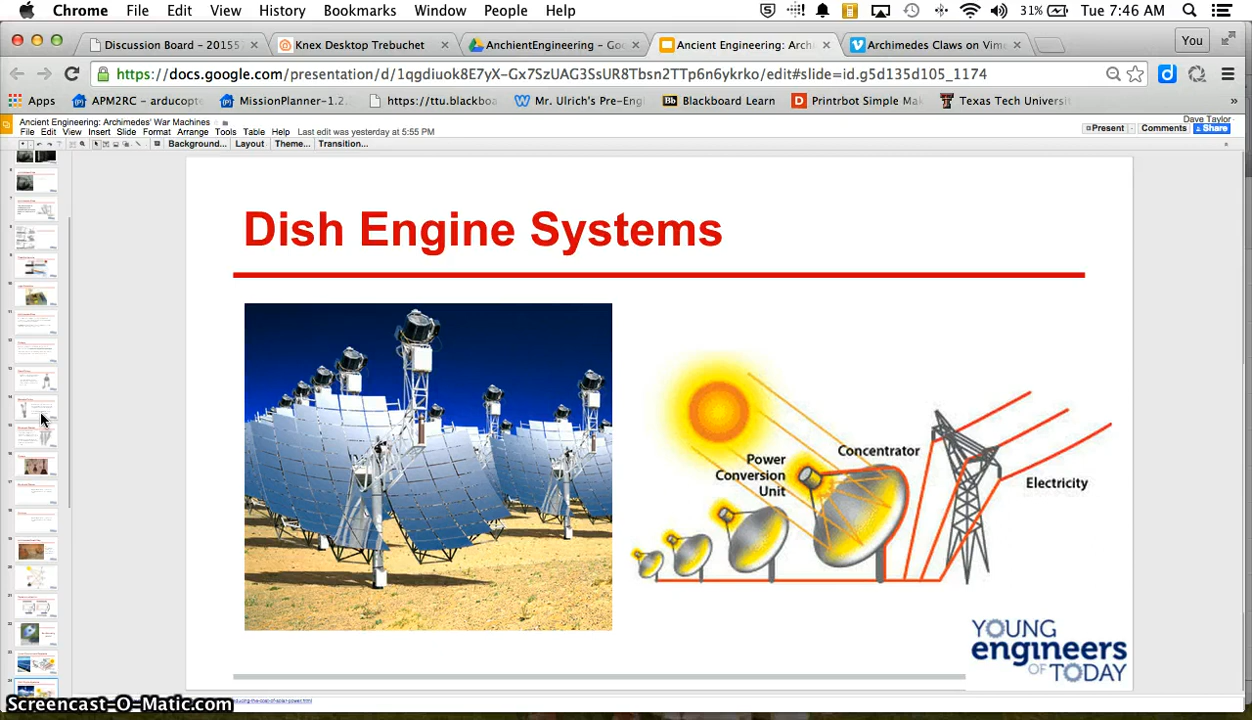 Chrome File Edit View History Bookmarks Window People Help 31% Tue 7:46 AM
Discussion Board - 20155 Knex Desktop Trebuchet AnchientEngineering - Go Ancient Engineering: Arch Archimedes Claws on Vim You
https://docs.google.com/presentation/d/1qgdiuok8E7yX-Gx7SzUAG3SsUR8Tbsn2TTp6n6ykrko/edit#slide=id.g5d135d105_1174
Apps APM2RC - arducopte MissionPlanner-1.2. https://ttu.blackboa Mr. Ulrich's Pre-Eng Blackboard Learn Printrbot Simple Ma Texas Tech Universi »
Ancient Engineering: Archimedes' War Machines
Dave Taylor
File Edit View Insert Slide Format Arrange Tools Table Help Last edit was yesterday at 5:55 PM
Present Comments Share
Background... Layout Theme... Transition...
Dish Engine Systems
Concentrator
Power
Conversion
Unit
Electricity
YOUNG
engineers
OF TODAY
Screencast-O-Matic.com